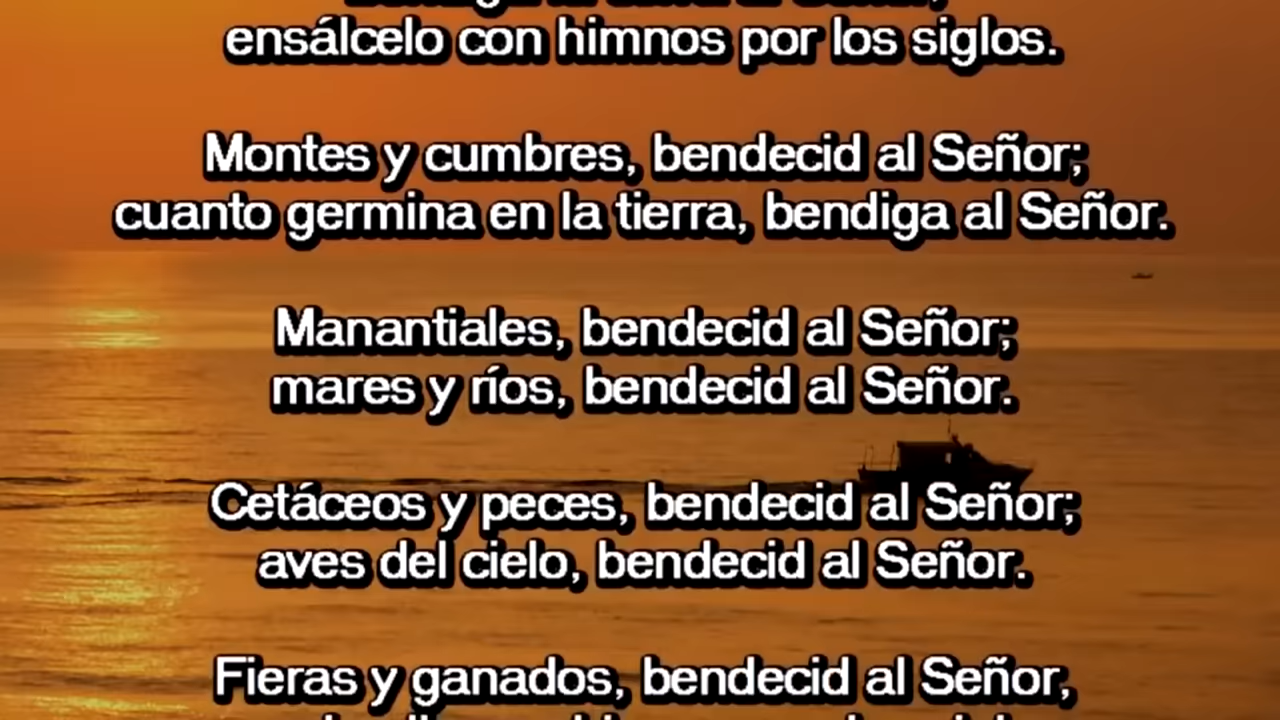 ensálcelo con himnos por los siglos.
Montes y cumbres, bendecid al Señor;
cuanto germina en la tierra, bendiga al Señor.
Manantiales, bendecid al Señor;
mares y ríos, bendecid al Señor.
Cetáceos y peces, bendecid al Señor;
aves del cielo, bendecid al Señor.
Fieras y ganados, bendecid al Señor,